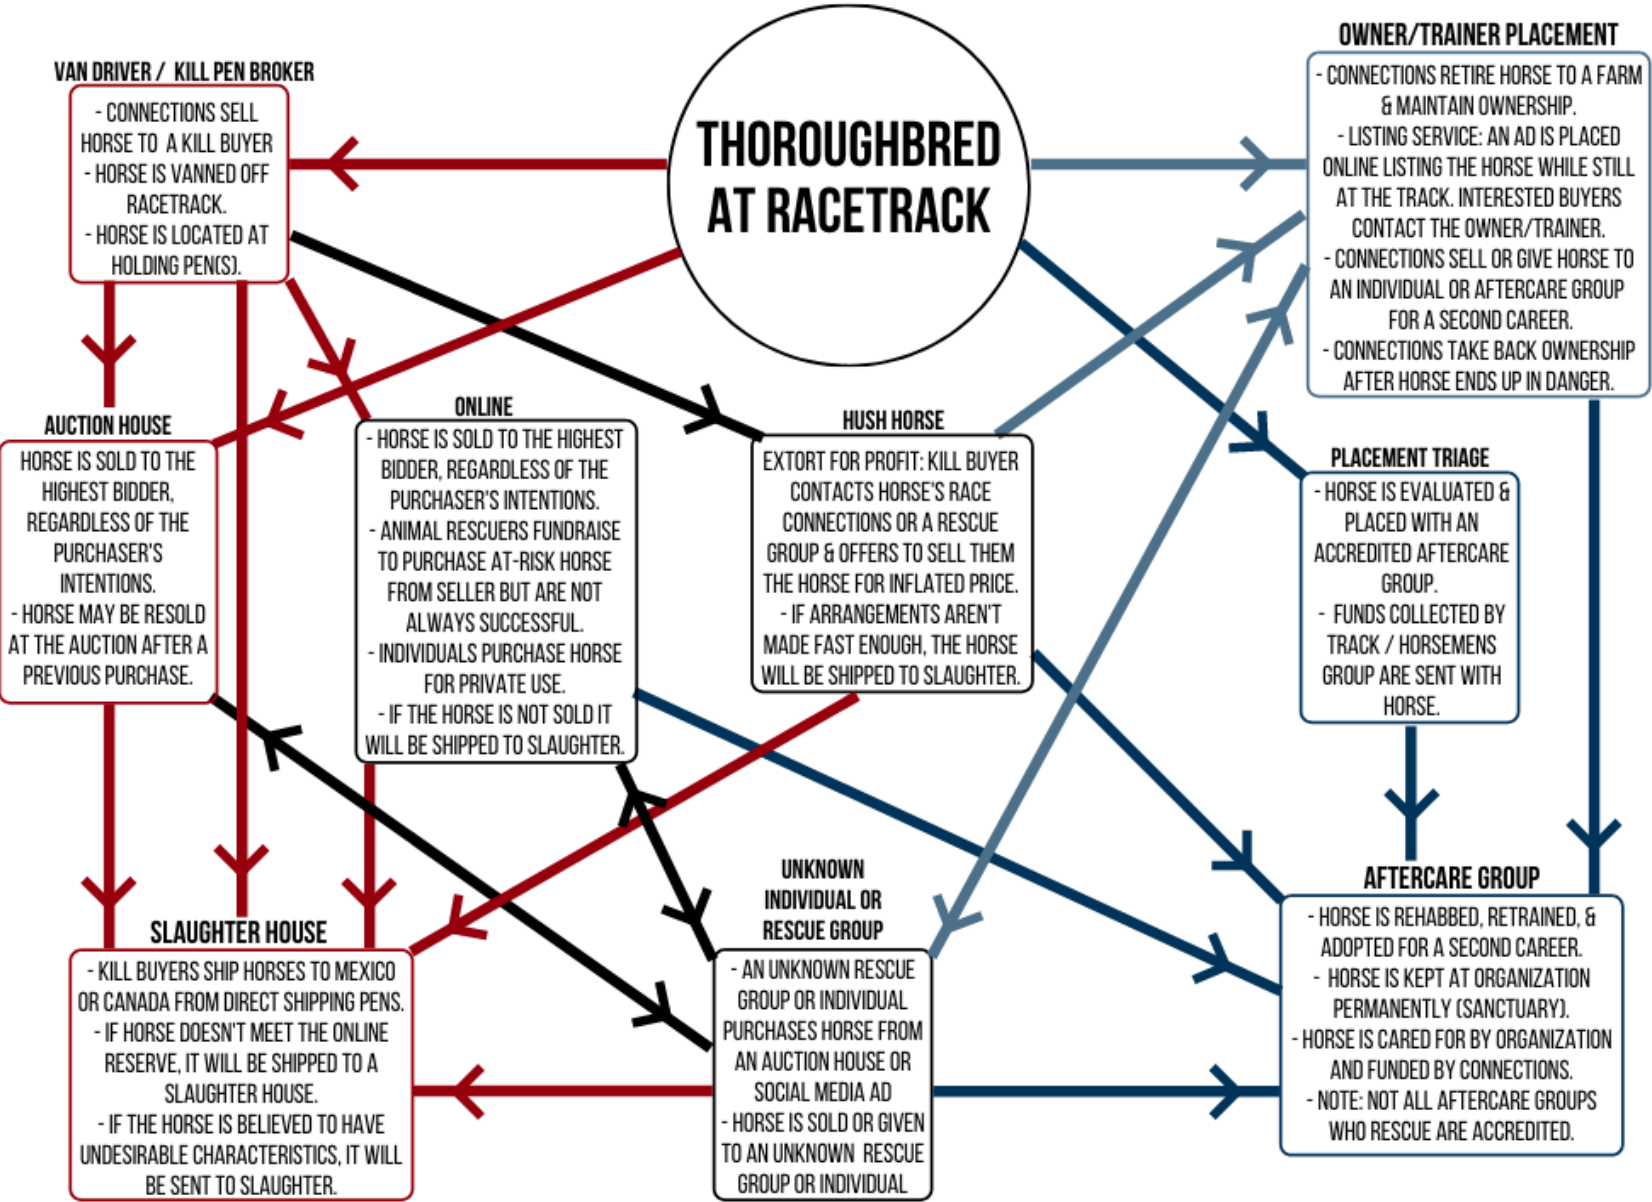 THOROUGHBRED
AT RACETRACK
VAN DRIVER / KILL PEN BROKER
- CONNECTIONS SELL
HORSE TO A KILL BUYER
- HORSE IS VANNED OFF
RACETRACK.
- HORSE IS LOCATED AT
HOLDING PEN(S).
OWNER/TRAINER PLACEMENT
- CONNECTIONS RETIRE HORSE TO A FARM
& MAINTAIN OWNERSHIP.
- LISTING SERVICE: AN AD IS PLACED
ONLINE LISTING THE HORSE WHILE STILL
AT THE TRACK. INTERESTED BUYERS
CONTACT THE OWNER/TRAINER.
- CONNECTIONS SELL OR GIVE HORSE TO
AN INDIVIDUAL OR AFTERCARE GROUP
FOR A SECOND CAREER.
- CONNECTIONS TAKE BACK OWNERSHIP
AFTER HORSE ENDS UP IN DANGER.
AUCTION HOUSE
HORSE IS SOLD TO THE
HIGHEST BIDDER,
REGARDLESS OF THE
PURCHASER'S
INTENTIONS.
- HORSE MAY BE RESOLD
AT THE AUCTION AFTER A
PREVIOUS PURCHASE.
ONLINE
- HORSE IS SOLD TO THE HIGHEST
BIDDER, REGARDLESS OF THE
PURCHASER'S INTENTIONS.
- ANIMAL RESCUERS FUNDRAISE
TO PURCHASE AT-RISK HORSE
FROM SELLER BUT ARE NOT
ALWAYS SUCCESSFUL.
- INDIVIDUALS PURCHASE HORSE
FOR PRIVATE USE.
- IF THE HORSE IS NOT SOLD IT
WILL BE SHIPPED TO SLAUGHTER.
HUSH HORSE
EXTORT FOR PROFIT: KILL BUYER
CONTACTS HORSE'S RACE
CONNECTIONS OR A RESCUE
GROUP & OFFERS TO SELL THEM
THE HORSE FOR INFLATED PRICE.
- IF ARRANGEMENTS AREN'T
MADE FAST ENOUGH, THE HORSE
WILL BE SHIPPED TO SLAUGHTER.
PLACEMENT TRIAGE
- HORSE IS EVALUATED &
PLACED WITH AN
ACCREDITED AFTERCARE
GROUP.
- FUNDS COLLECTED BY
TRACK / HORSEMENS
GROUP ARE SENT WITH
HORSE.
SLAUGHTER HOUSE
- KILL BUYERS SHIP HORSES TO MEXICO
OR CANADA FROM DIRECT SHIPPING PENS.
- IF HORSE DOESN'T MEET THE ONLINE
RESERVE, IT WILL BE SHIPPED TO A
SLAUGHTER HOUSE.
- IF THE HORSE IS BELIEVED TO HAVE
UNDESIRABLE CHARACTERISTICS, IT WILL
BE SENT TO SLAUGHTER.
UNKNOWN
INDIVIDUAL OR
RESCUE GROUP
- AN UNKNOWN RESCUE
GROUP OR INDIVIDUAL
PURCHASES HORSE FROM
AN AUCTION HOUSE OR
SOCIAL MEDIA AD
- HORSE IS SOLD OR GIVEN
TO AN UNKNOWN RESCUE
GROUP OR INDIVIDUAL
AFTERCARE GROUP
- HORSE IS REHABBED, RETRAINED, &
ADOPTED FOR A SECOND CAREER.
- HORSE IS KEPT AT ORGANIZATION
PERMANENTLY (SANCTUARY).
- HORSE IS CARED FOR BY ORGANIZATION
AND FUNDED BY CONNECTIONS.
- NOTE: NOT ALL AFTERCARE GROUPS
WHO RESCUE ARE ACCREDITED.